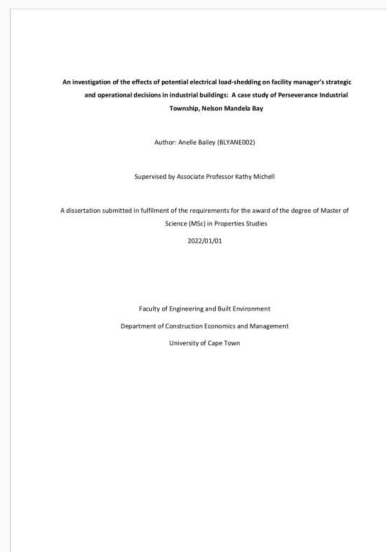 An investigation of the effects of potential electrical load-shedding on facility manager's strategic
and operational decisions in industrial buildings: A case study of Perseverance Industrial
Township, Nelson Mandela Bay
Author: Anelle Bailey (BLYANE002)
Supervised by Associate Professor Kathy Michell
A dissertation submitted in fulfilment of the requirements for the award of the degree of Master of
Science (MSc) in Properties Studies
2022/01/01
Faculty of Engineering and Built Environment
Department of Construction Economics and Management
University of Cape Town